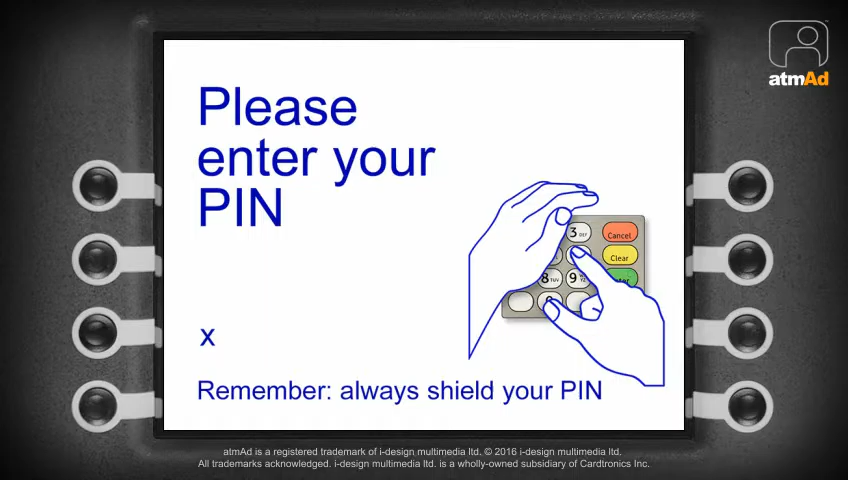 atmAd
Please
enter your
PIN
3 DEF
Cancel
Clear
8 TUV
9
x
Remember: always shield your PIN
atmAd is a registered trademark of i-design multimedia ltd. © 2016 i-design multimedia ltd.
All trademarks acknowledged. i-design multimedia ltd. is a wholly-owned subsidiary of Cardtronics Inc.